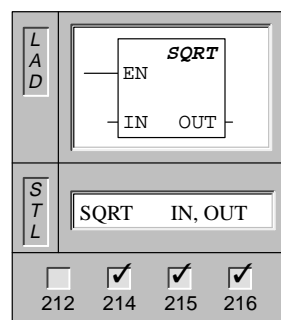 L
A
D
SQRT
EN
IN OUT
S
T
L
SQRT IN, OUT
212 214 215 216